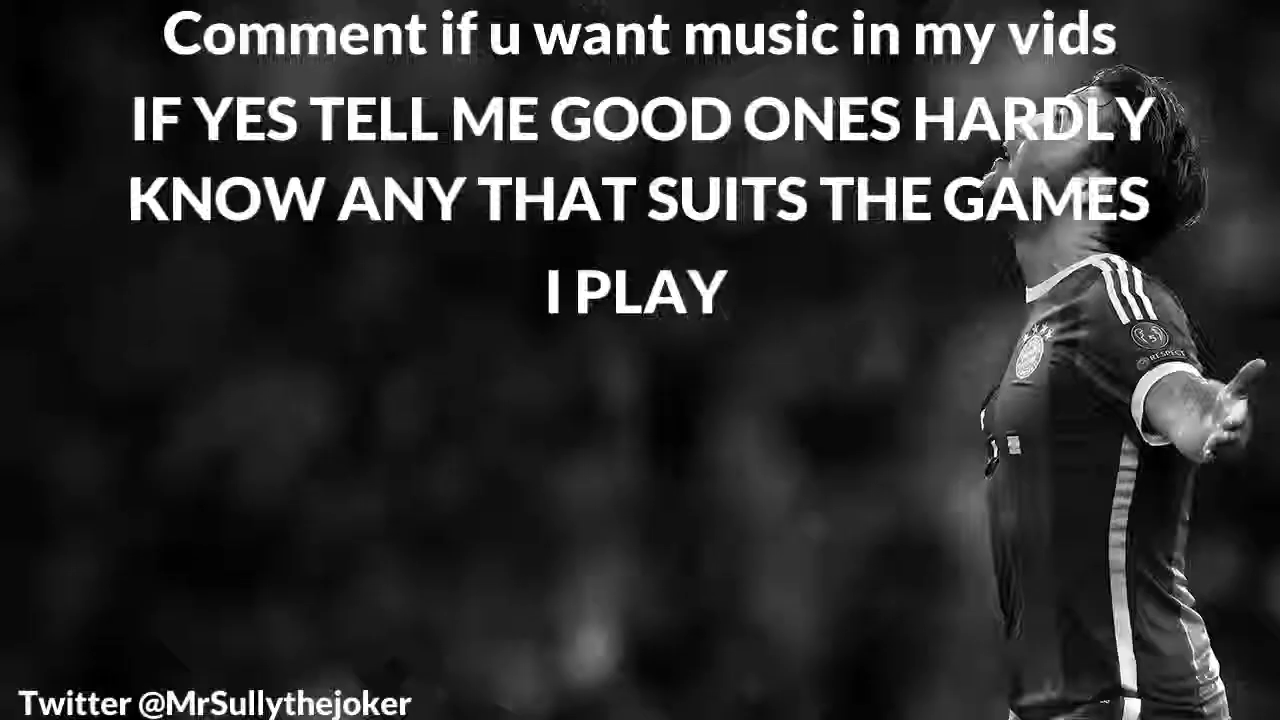 Comment if u want music in my vids
IF YES TELL ME GOOD ONES HARDLY
KNOW ANY THAT SUITS THE GAMES
I PLAY
RESPECT
Twitter @MrSullythejoker